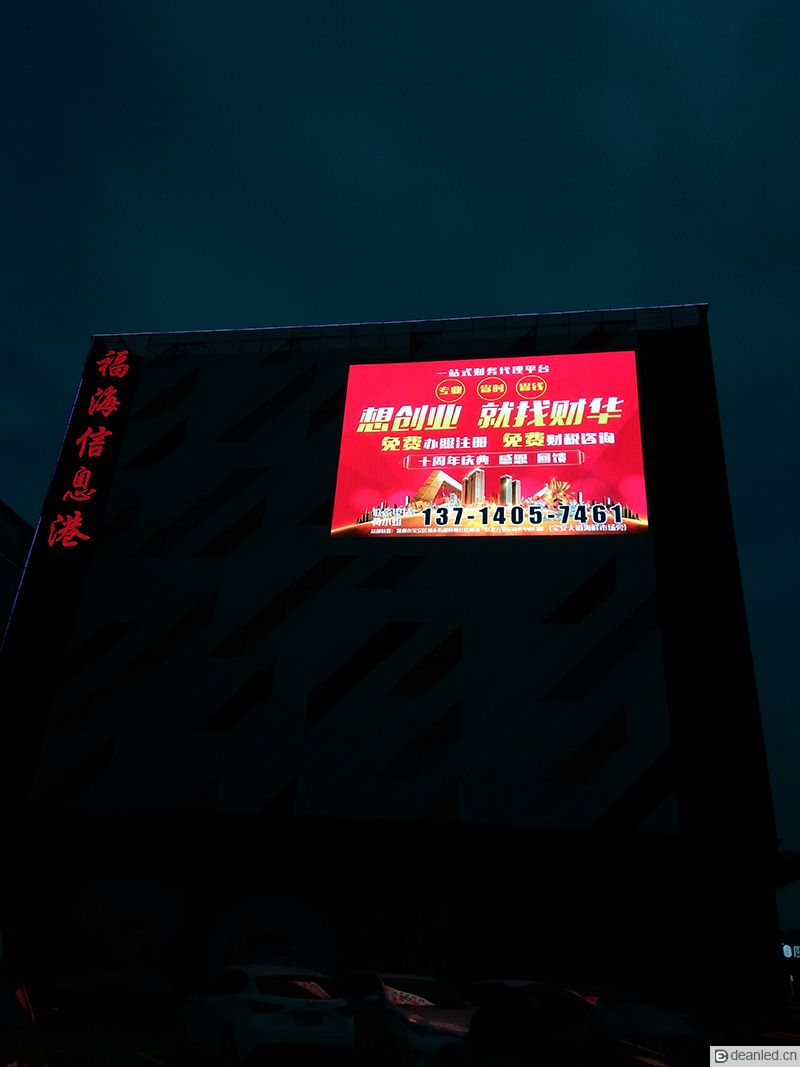 福海信息港
一站式财务代理平台
专业 省时 省钱
想创业 就找财华
免费办照注册 免费财税咨询
十周年庆典 感恩 回馈
137-1405-7461
deanled.cn